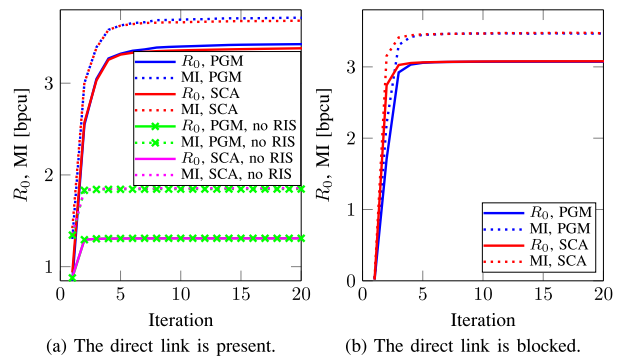 R₀, MI [bpcu]
3
2
1
R₀, PGM
MI, PGM
R₀, SCA
MI, SCA
R₀, PGM, no RIS
MI, PGM, no RIS
R₀, SCA, no RIS
MI, SCA, no RIS
0 5 10 15 20
Iteration
(a) The direct link is present.
R₀, MI [bpcu]
3
2
1
0
R₀, PGM
MI, PGM
R₀, SCA
MI, SCA
0 5 10 15 20
Iteration
(b) The direct link is blocked.